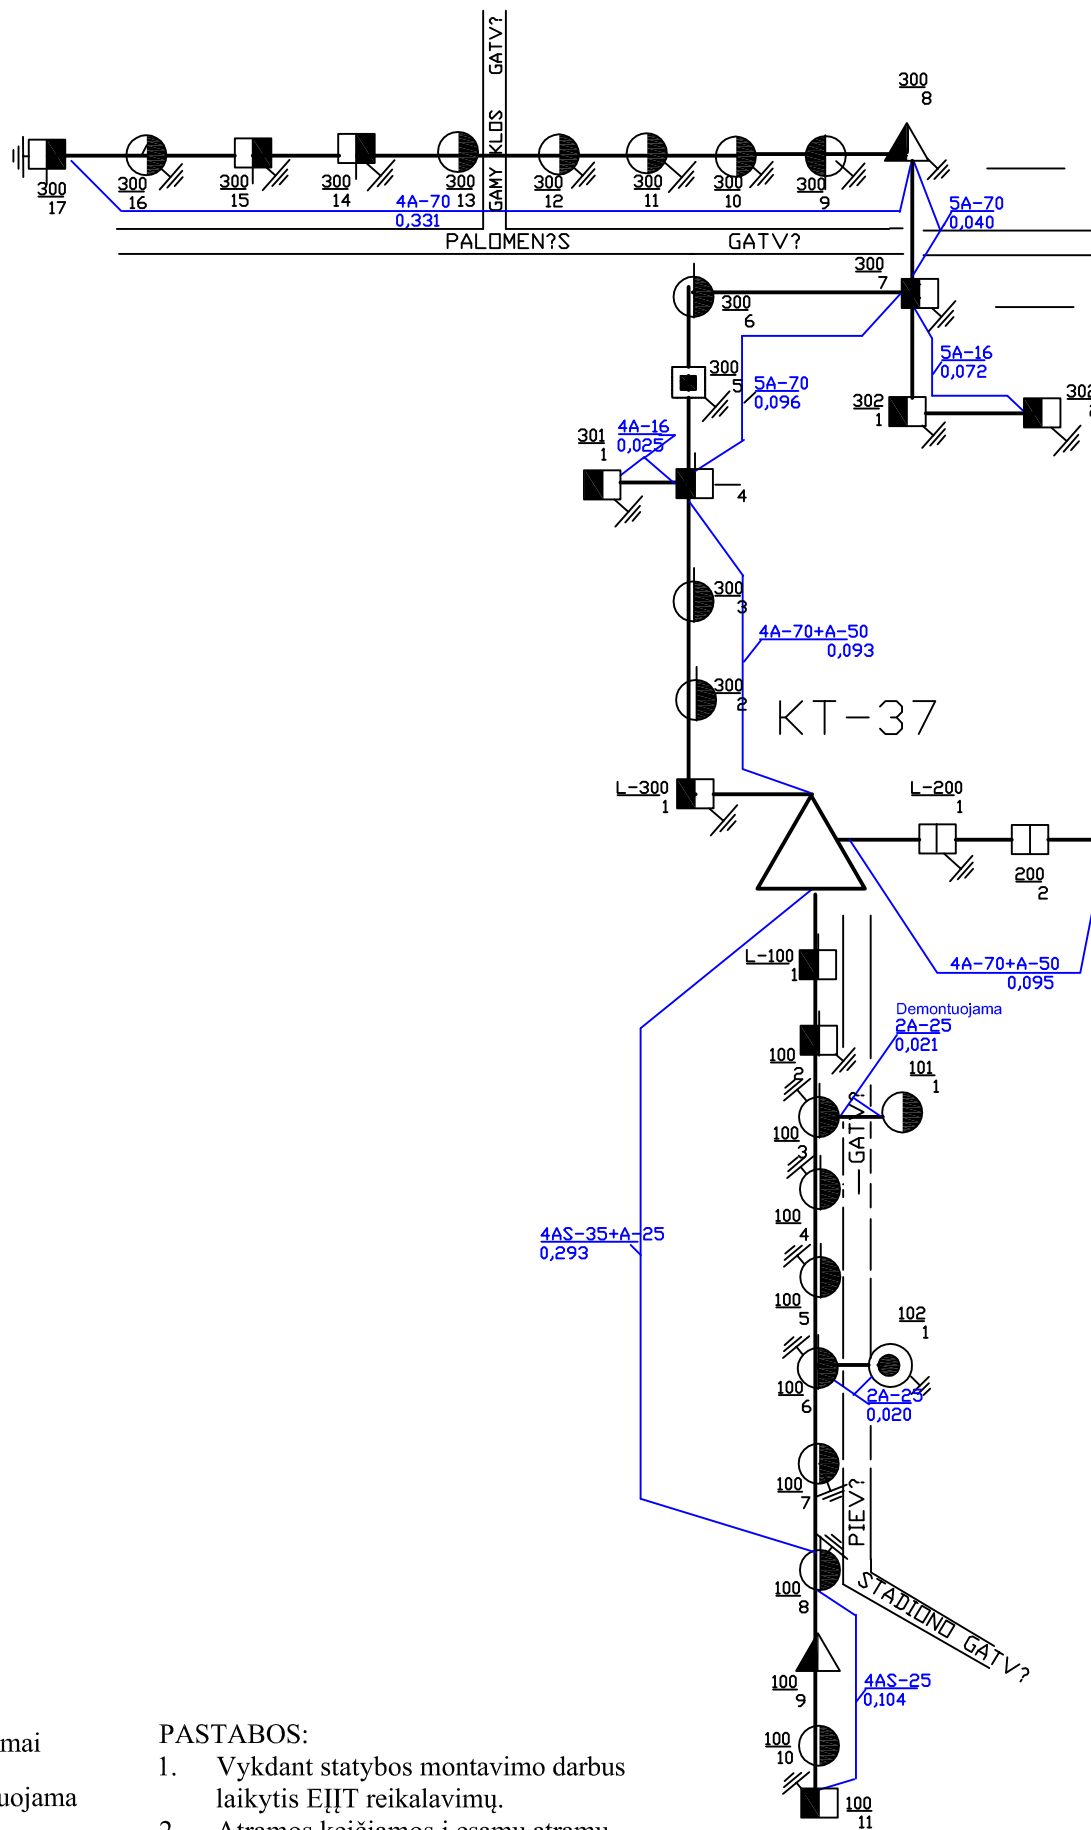 GAMY KLOS GATV?
300
8
300
17
300
16
300
15
300
14
300
13
300
12
300
11
300
10
300
9
4A-70
0,331
5A-70
0,040
PALOMEN?S GATV?
300
7
300
6
300
5
5A-70
0,096
5A-16
0,072
302
1
302
4A-16
0,025
301
1
4
300
3
4A-70+A-50
0,093
300
2
KT-37
L-300
1
L-200
1
200
2
L-100
1
4A-70+A-50
0,095
Demontuojama
2A-25
0,021
100
2
101
1
100
3
GATV?
100
4
4AS-35+A-25
0,293
100
5
102
1
100
6
2A-25
0,020
100
7
PIEV?
100
8
STADIONO GATV?
100
9
4AS-25
0,104
100
10
100
11
mai
uojama
PASTABOS:
1. Vykdant statybos montavimo darbus
laikytis EĮĮT reikalavimų.
2. Atramos keičiamos į esamų atramų